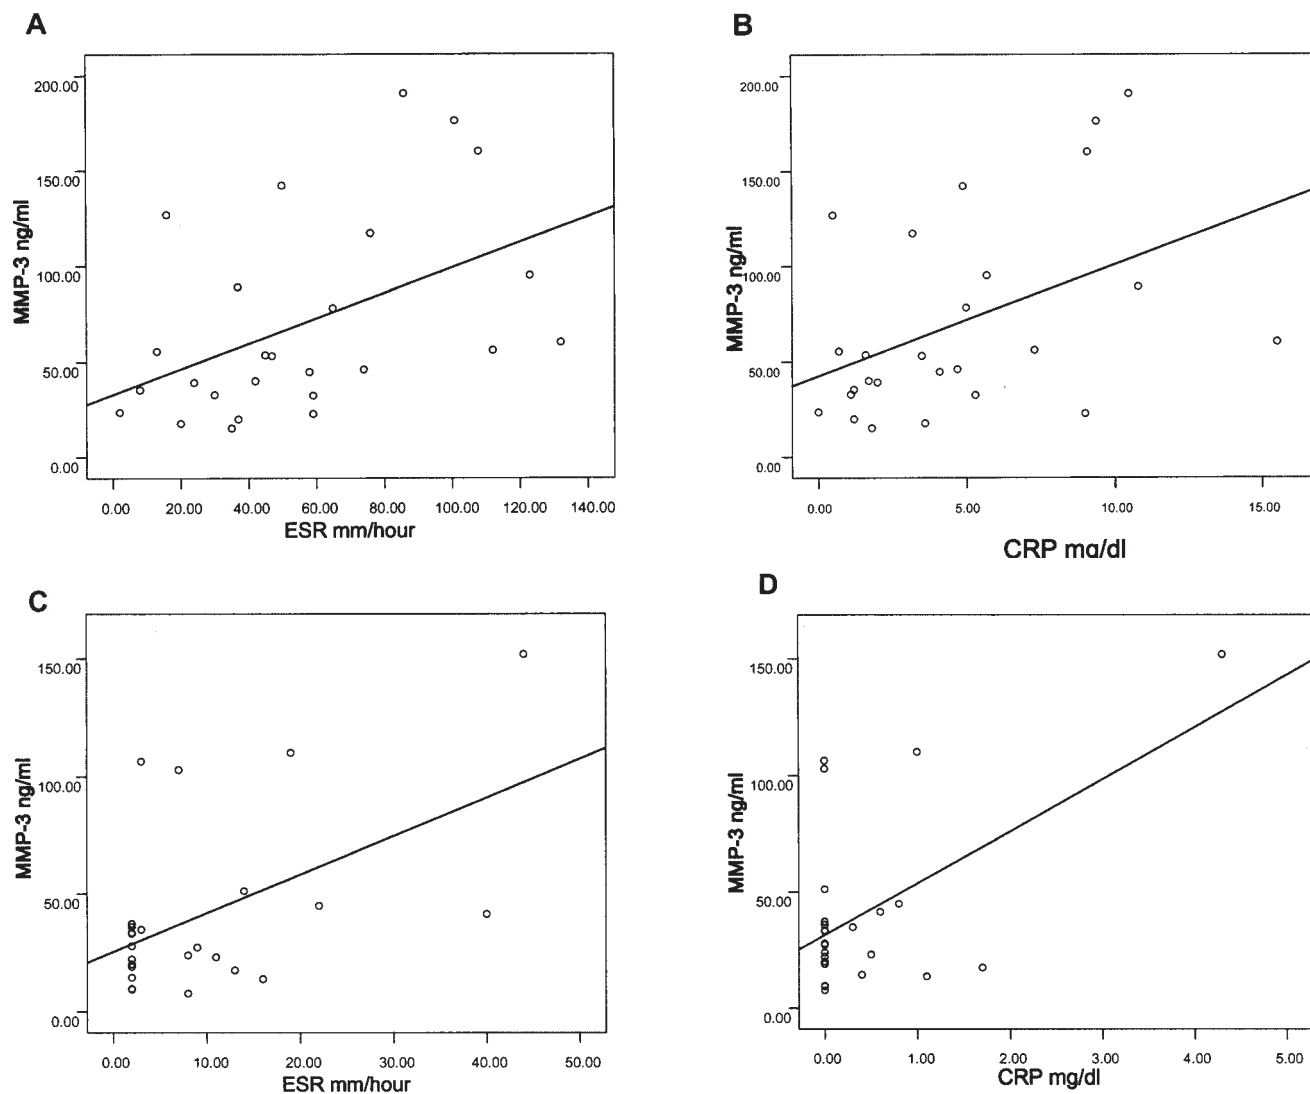 A
MMP-3 ng/ml
200.00
150.00
100.00
50.00
0.00
0.00 20.00 40.00 60.00 80.00 100.00 120.00 140.00
ESR mm/hour
B
MMP-3 ng/ml
200.00
150.00
100.00
50.00
0.00
0.00 5.00 10.00 15.00
CRP ma/dl
C
MMP-3 ng/ml
150.00
100.00
50.00
0.00
0.00 10.00 20.00 30.00 40.00 50.00
ESR mm/hour
D
MMP-3 ng/ml
150.00
100.00
50.00
0.00
0.00 1.00 2.00 3.00 4.00 5.00
CRP mg/dl